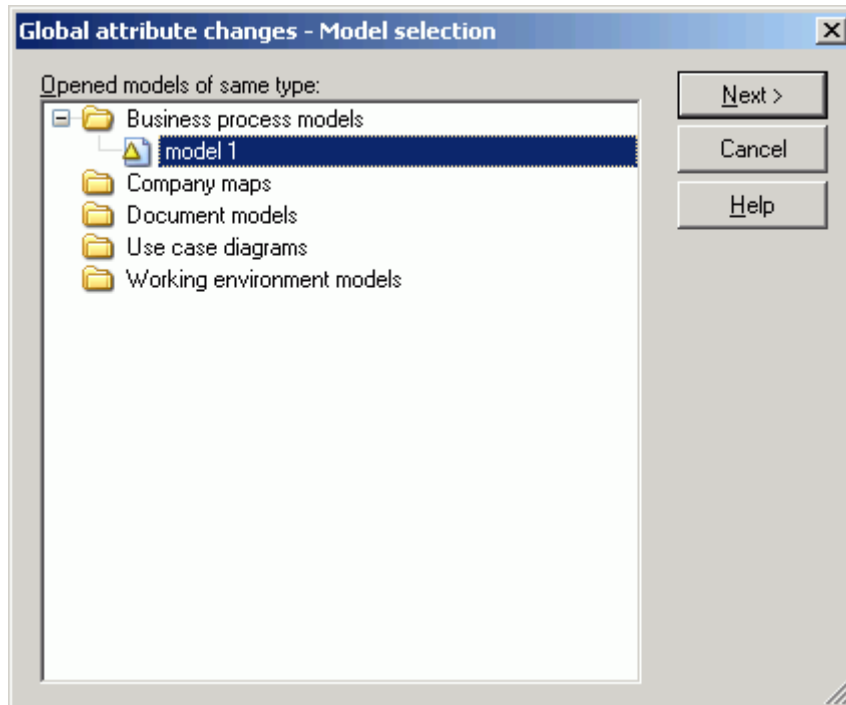 Global attribute changes - Model selection
Opened models of same type:
Business process models
model 1
Company maps
Document models
Use case diagrams
Working environment models
Next >
Cancel
Help